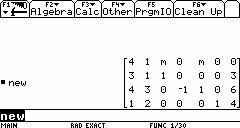 F1 F2 F3 F4 F5 F6
Algebra Calc Other PrgmIO Clean Up
4 1 m 0 m 0 0
3 1 1 0 0 0 3
new
4 3 0 -1 1 0 6
1 2 0 0 0 1 4
new
MAIN RAD EXACT FUNC 1/30